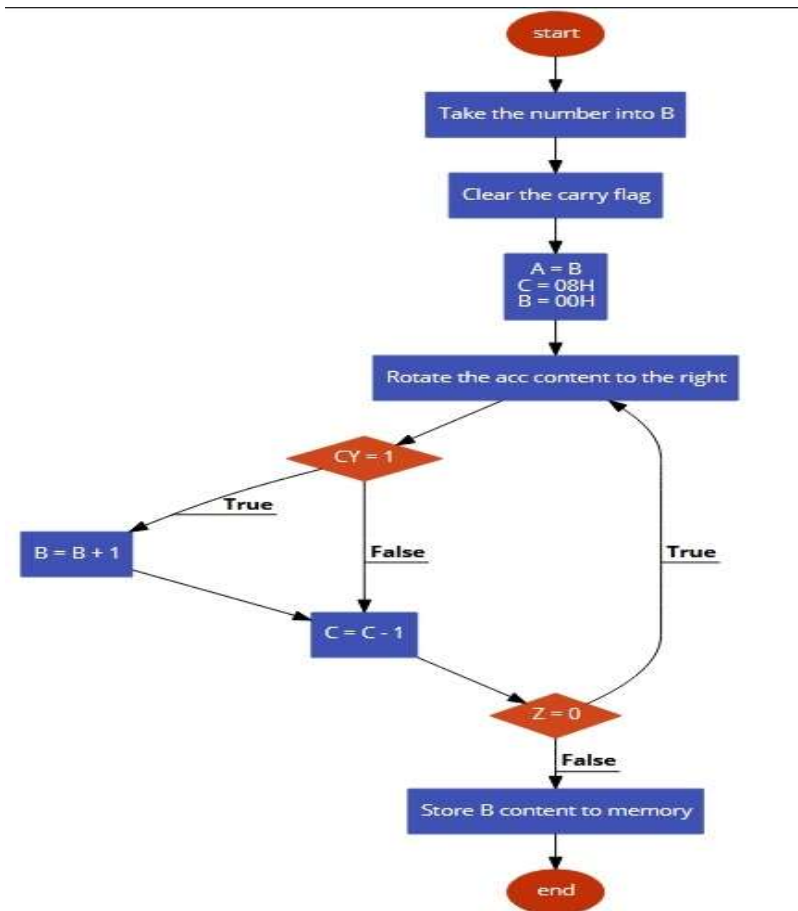 start
Take the number into B
Clear the carry flag
A = B
C = 08H
B = 00H
Rotate the acc content to the right
CY = 1
True
B = B + 1
False
True
C = C - 1
Z = 0
False
Store B content to memory
end